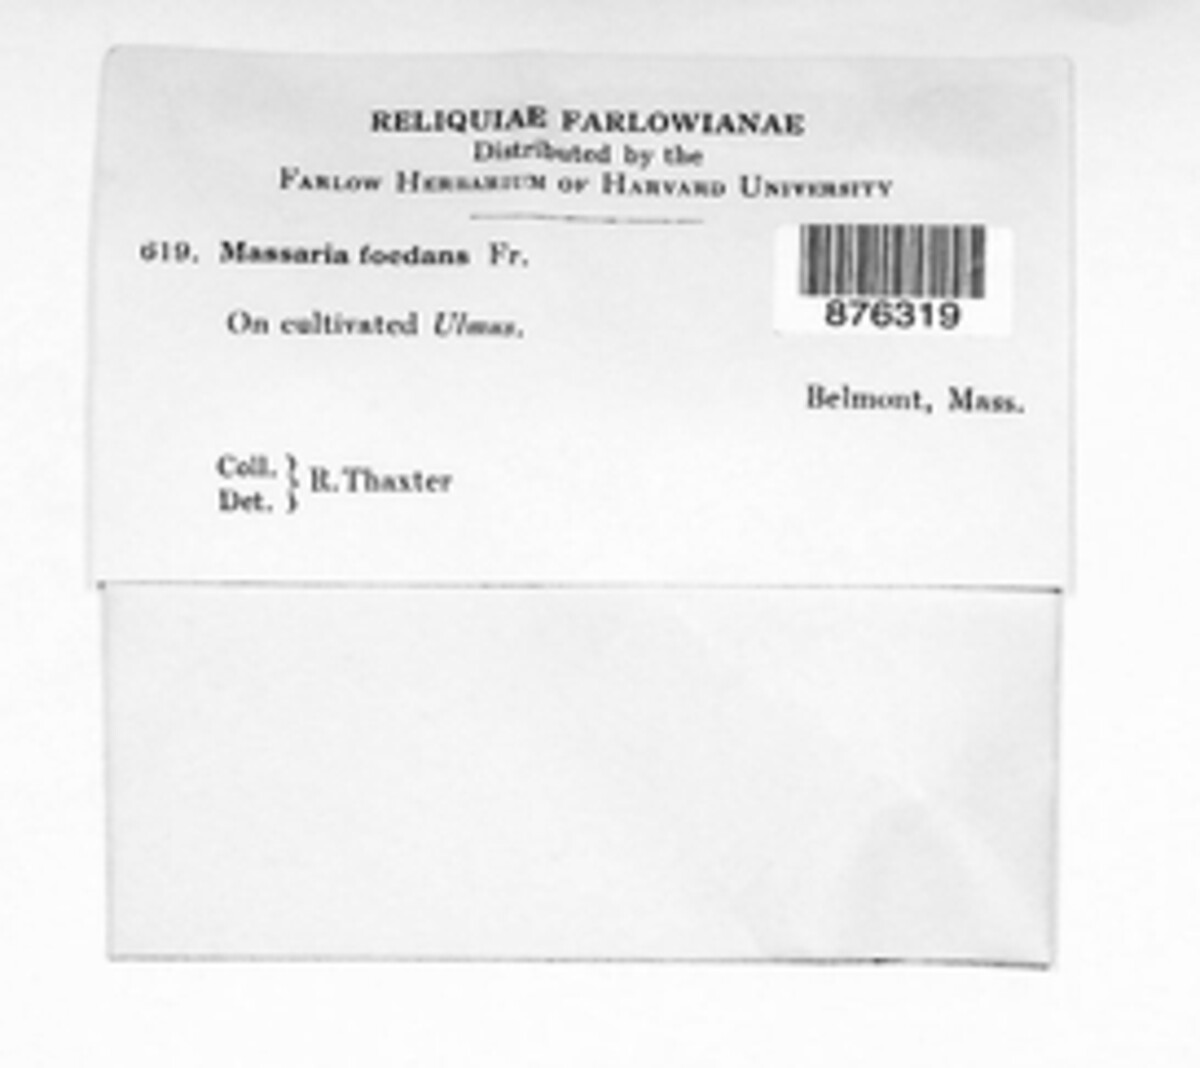 RELIQUIAE FARLOWIANAE
Distributed by the
FARLOW HERBARIUM OF HARVARD UNIVERSITY
619. Massaria foedans Fr.
876319
On cultivated Ulmus.
Belmont, Mass.
Coll. } R. Thaxter
Det.